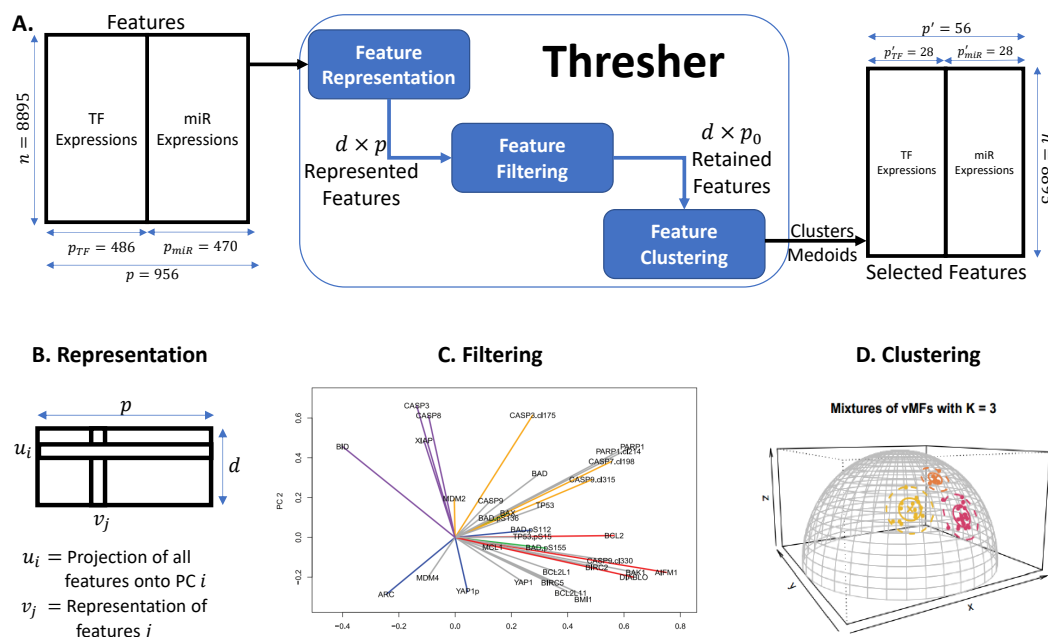 A.
Features
n = 8895
TF
Expressions
miR
Expressions
p_TF = 486
p_miR = 470
p = 956
Thresher
Feature
Representation
d × p
Represented
Features
Feature
Filtering
d × p₀
Retained
Features
Feature
Clustering
Clusters
Medoids
p′ = 56
p′_TF = 28
p′_miR = 28
TF
Expressions
miR
Expressions
n = 8895
Selected Features
B. Representation
p
u_i
d
v_j
u_i = Projection of all
features onto PC i
v_j = Representation of
features j
C. Filtering
PC 2
0.6
0.4
0.2
0.0
−0.2
−0.4
−0.2
0.0
0.2
0.4
0.6
0.8
CASP3
CASP8
CASP2.cl175
XIAP
BID
PARP1
PARP1.cl214
CASP7.cl198
BAD
CASP9.cl315
MDM2
CASP9
TP53
BAX
BAD.pS136
BAD.pS112
TP53.pS15
BCL2
MCL1
BAD.pS155
CASP9.cl330
BIRC2
MDM4
BCL2L1
BAK1
AIFM1
DIABLO
YAP1
BIRC5
ARC
YAP1p
BCL2L11
BMI1
D. Clustering
Mixtures of vMFs with K = 3
z
y
x